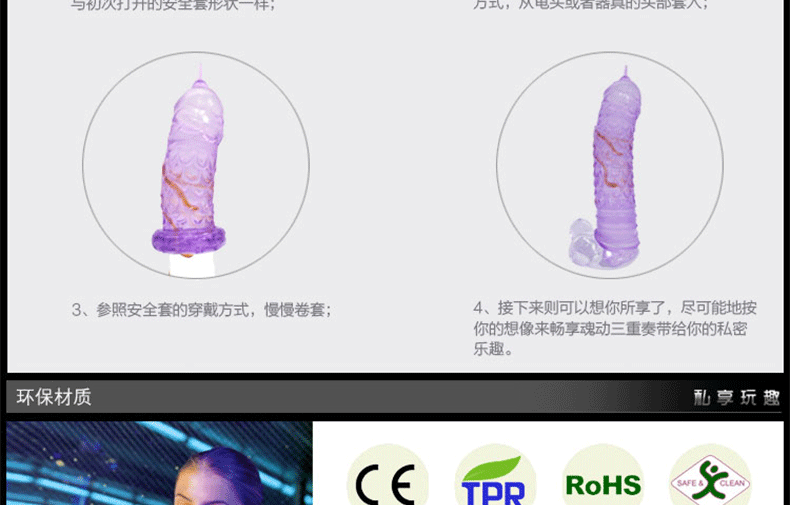 与初次打开的安全套形状一样；
方式，从龟头或者器具的头部套入；
3、参照安全套的穿戴方式，慢慢卷套；
4、接下来则可以想你所享了，尽可能地按
你的想像来畅享魂动三重奏带给你的私密
乐趣。
环保材质
私享玩趣
CE
TPR
RoHS
SAFE & CLEAN